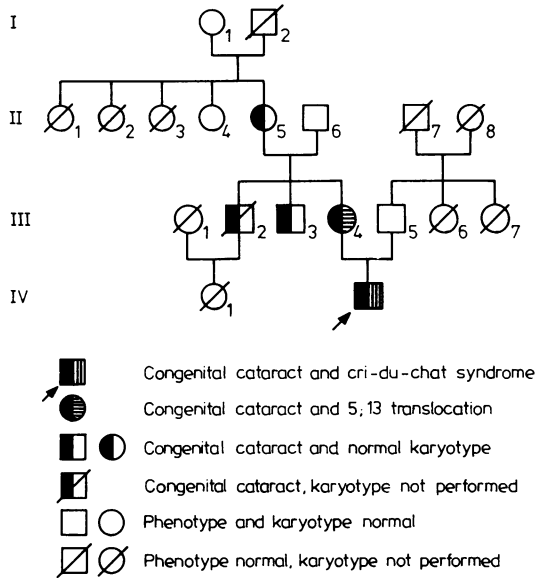 I
1 2
II
1 2 3 4 5 6 7 8
III
1 2 3 4 5 6 7
IV
1
Congenital cataract and cri-du-chat syndrome
Congenital cataract and 5;13 translocation
Congenital cataract and normal karyotype
Congenital cataract, karyotype not performed
Phenotype and karyotype normal
Phenotype normal, karyotype not performed